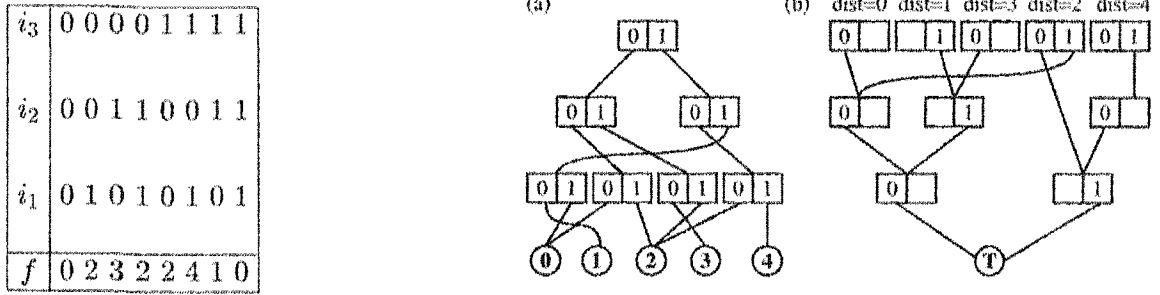 i₃ 0 0 0 0 1 1 1 1
i₂ 0 0 1 1 0 0 1 1
i₁ 0 1 0 1 0 1 0 1
f 0 2 3 2 2 4 1 0
(a)
0 1
0 1 0 1
0 1 0 1 0 1 0 1
0 1 2 3 4
(b) dist=0 dist=1 dist=3 dist=2 dist=4
0 1 0 0 1 0 1
0 1 0
0 1
T